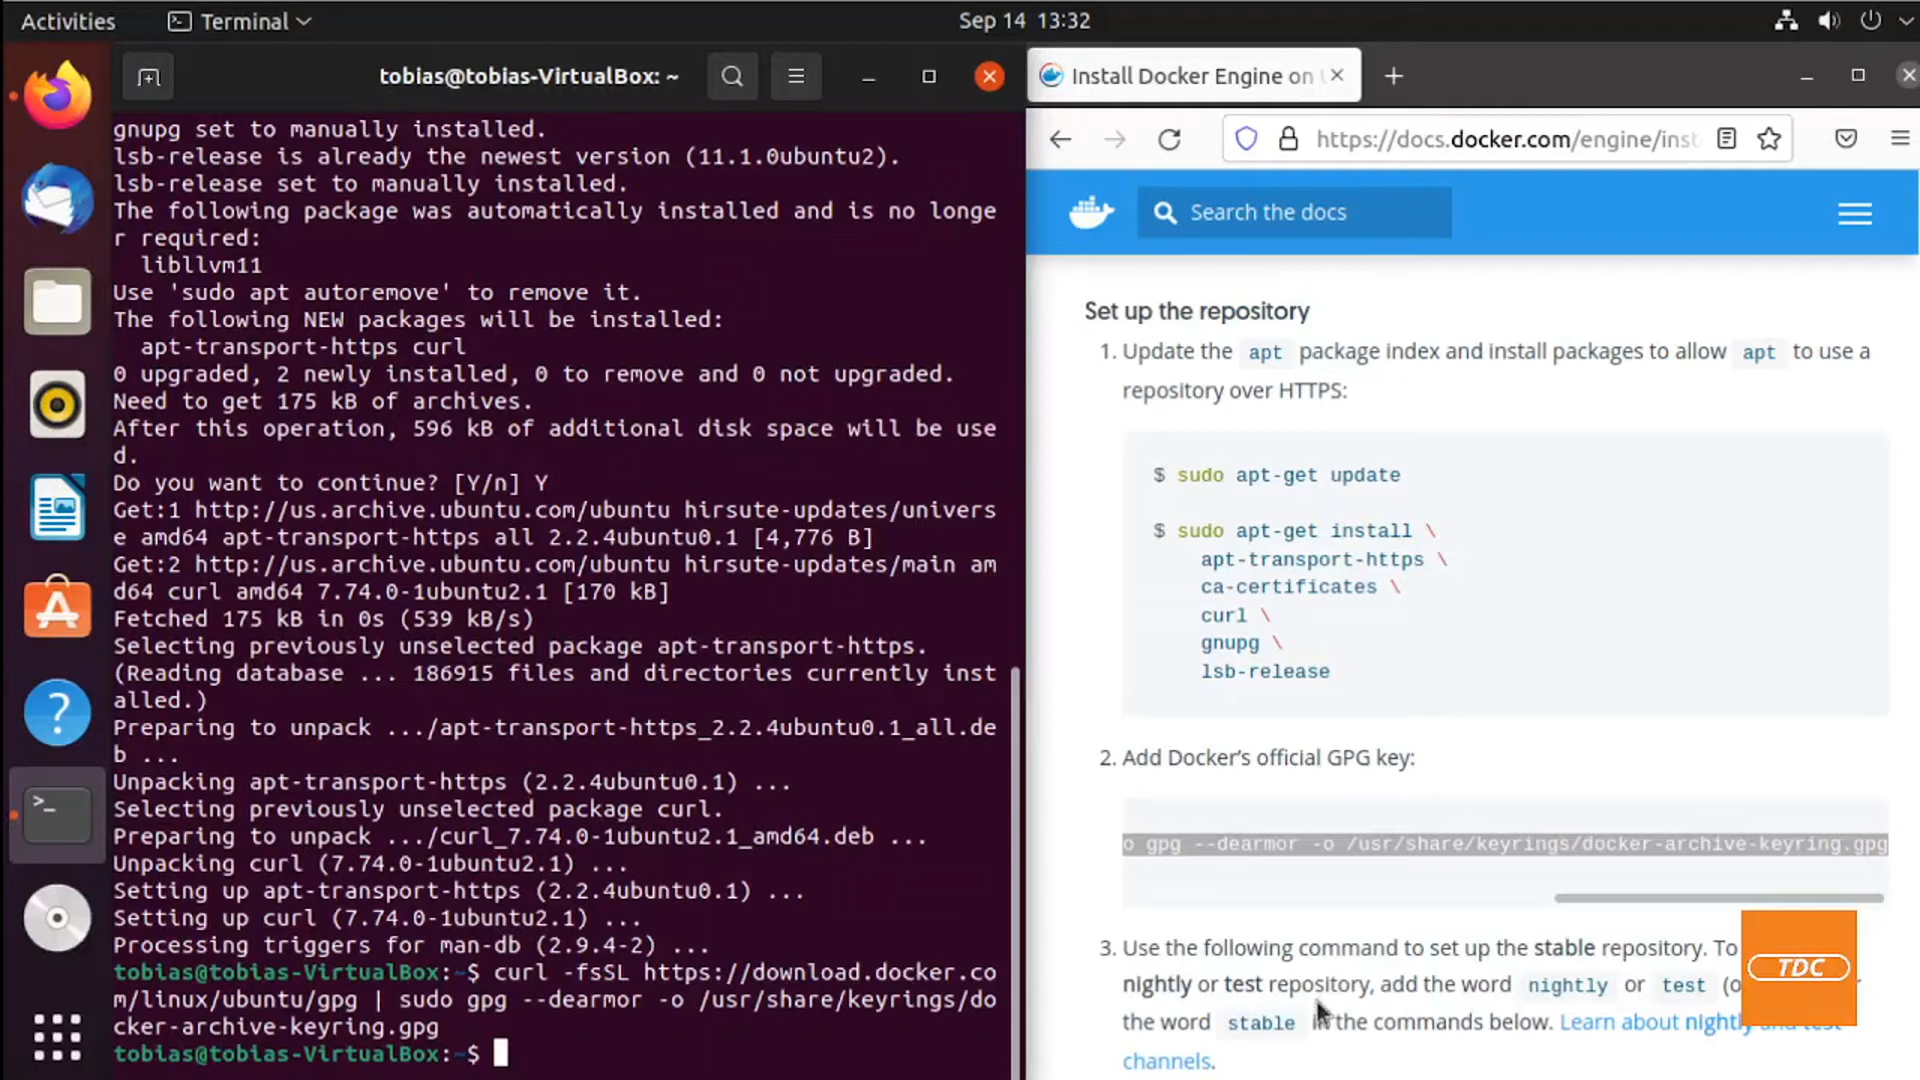 Activities
Terminal
Sep 14 13:32
tobias@tobias-VirtualBox: ~
gnupg set to manually installed.
lsb-release is already the newest version (11.1.0ubuntu2).
lsb-release set to manually installed.
The following package was automatically installed and is no longe
r required:
libllvm11
Use 'sudo apt autoremove' to remove it.
The following NEW packages will be installed:
apt-transport-https curl
0 upgraded, 2 newly installed, 0 to remove and 0 not upgraded.
Need to get 175 kB of archives.
After this operation, 596 kB of additional disk space will be use
d.
Do you want to continue? [Y/n] Y
Get:1 http://us.archive.ubuntu.com/ubuntu hirsute-updates/univers
e amd64 apt-transport-https all 2.2.4ubuntu0.1 [4,776 B]
Get:2 http://us.archive.ubuntu.com/ubuntu hirsute-updates/main am
d64 curl amd64 7.74.0-1ubuntu2.1 [170 kB]
Fetched 175 kB in 0s (539 kB/s)
Selecting previously unselected package apt-transport-https.
(Reading database ... 186915 files and directories currently inst
alled.)
Preparing to unpack .../apt-transport-https_2.2.4ubuntu0.1_all.de
b ...
Unpacking apt-transport-https (2.2.4ubuntu0.1) ...
Selecting previously unselected package curl.
Preparing to unpack .../curl_7.74.0-1ubuntu2.1_amd64.deb ...
Unpacking curl (7.74.0-1ubuntu2.1) ...
Setting up apt-transport-https (2.2.4ubuntu0.1) ...
Setting up curl (7.74.0-1ubuntu2.1) ...
Processing triggers for man-db (2.9.4-2) ...
tobias@tobias-VirtualBox:~$ curl -fsSL https://download.docker.co
m/linux/ubuntu/gpg | sudo gpg --dearmor -o /usr/share/keyrings/do
cker-archive-keyring.gpg
tobias@tobias-VirtualBox:~$
Install Docker Engine on
https://docs.docker.com/engine/inst
Search the docs
Set up the repository
1. Update the apt package index and install packages to allow apt to use a
repository over HTTPS:
$ sudo apt-get update
$ sudo apt-get install \
apt-transport-https \
ca-certificates \
curl \
gnupg \
lsb-release
2. Add Docker's official GPG key:
o gpg --dearmor -o /usr/share/keyrings/docker-archive-keyring.gpg
3. Use the following command to set up the stable repository. To
nightly or test repository, add the word nightly or test (o
the word stable in the commands below. Learn about nightly and test
channels.
TDC